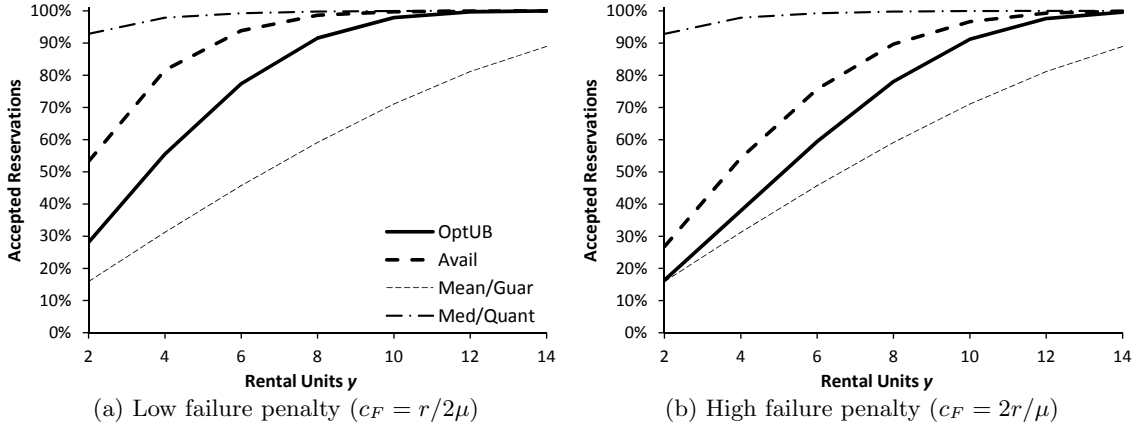 100%
90%
80%
70%
60%
50%
40%
30%
20%
10%
0%
Accepted Reservations
OptUB
Avail
Mean/Guar
Med/Quant
2 4 6 8 10 12 14
Rental Units y
(a) Low failure penalty (c_F = r/2μ)
100%
90%
80%
70%
60%
50%
40%
30%
20%
10%
0%
Accepted Reservations
2 4 6 8 10 12 14
Rental Units y
(b) High failure penalty (c_F = 2r/μ)